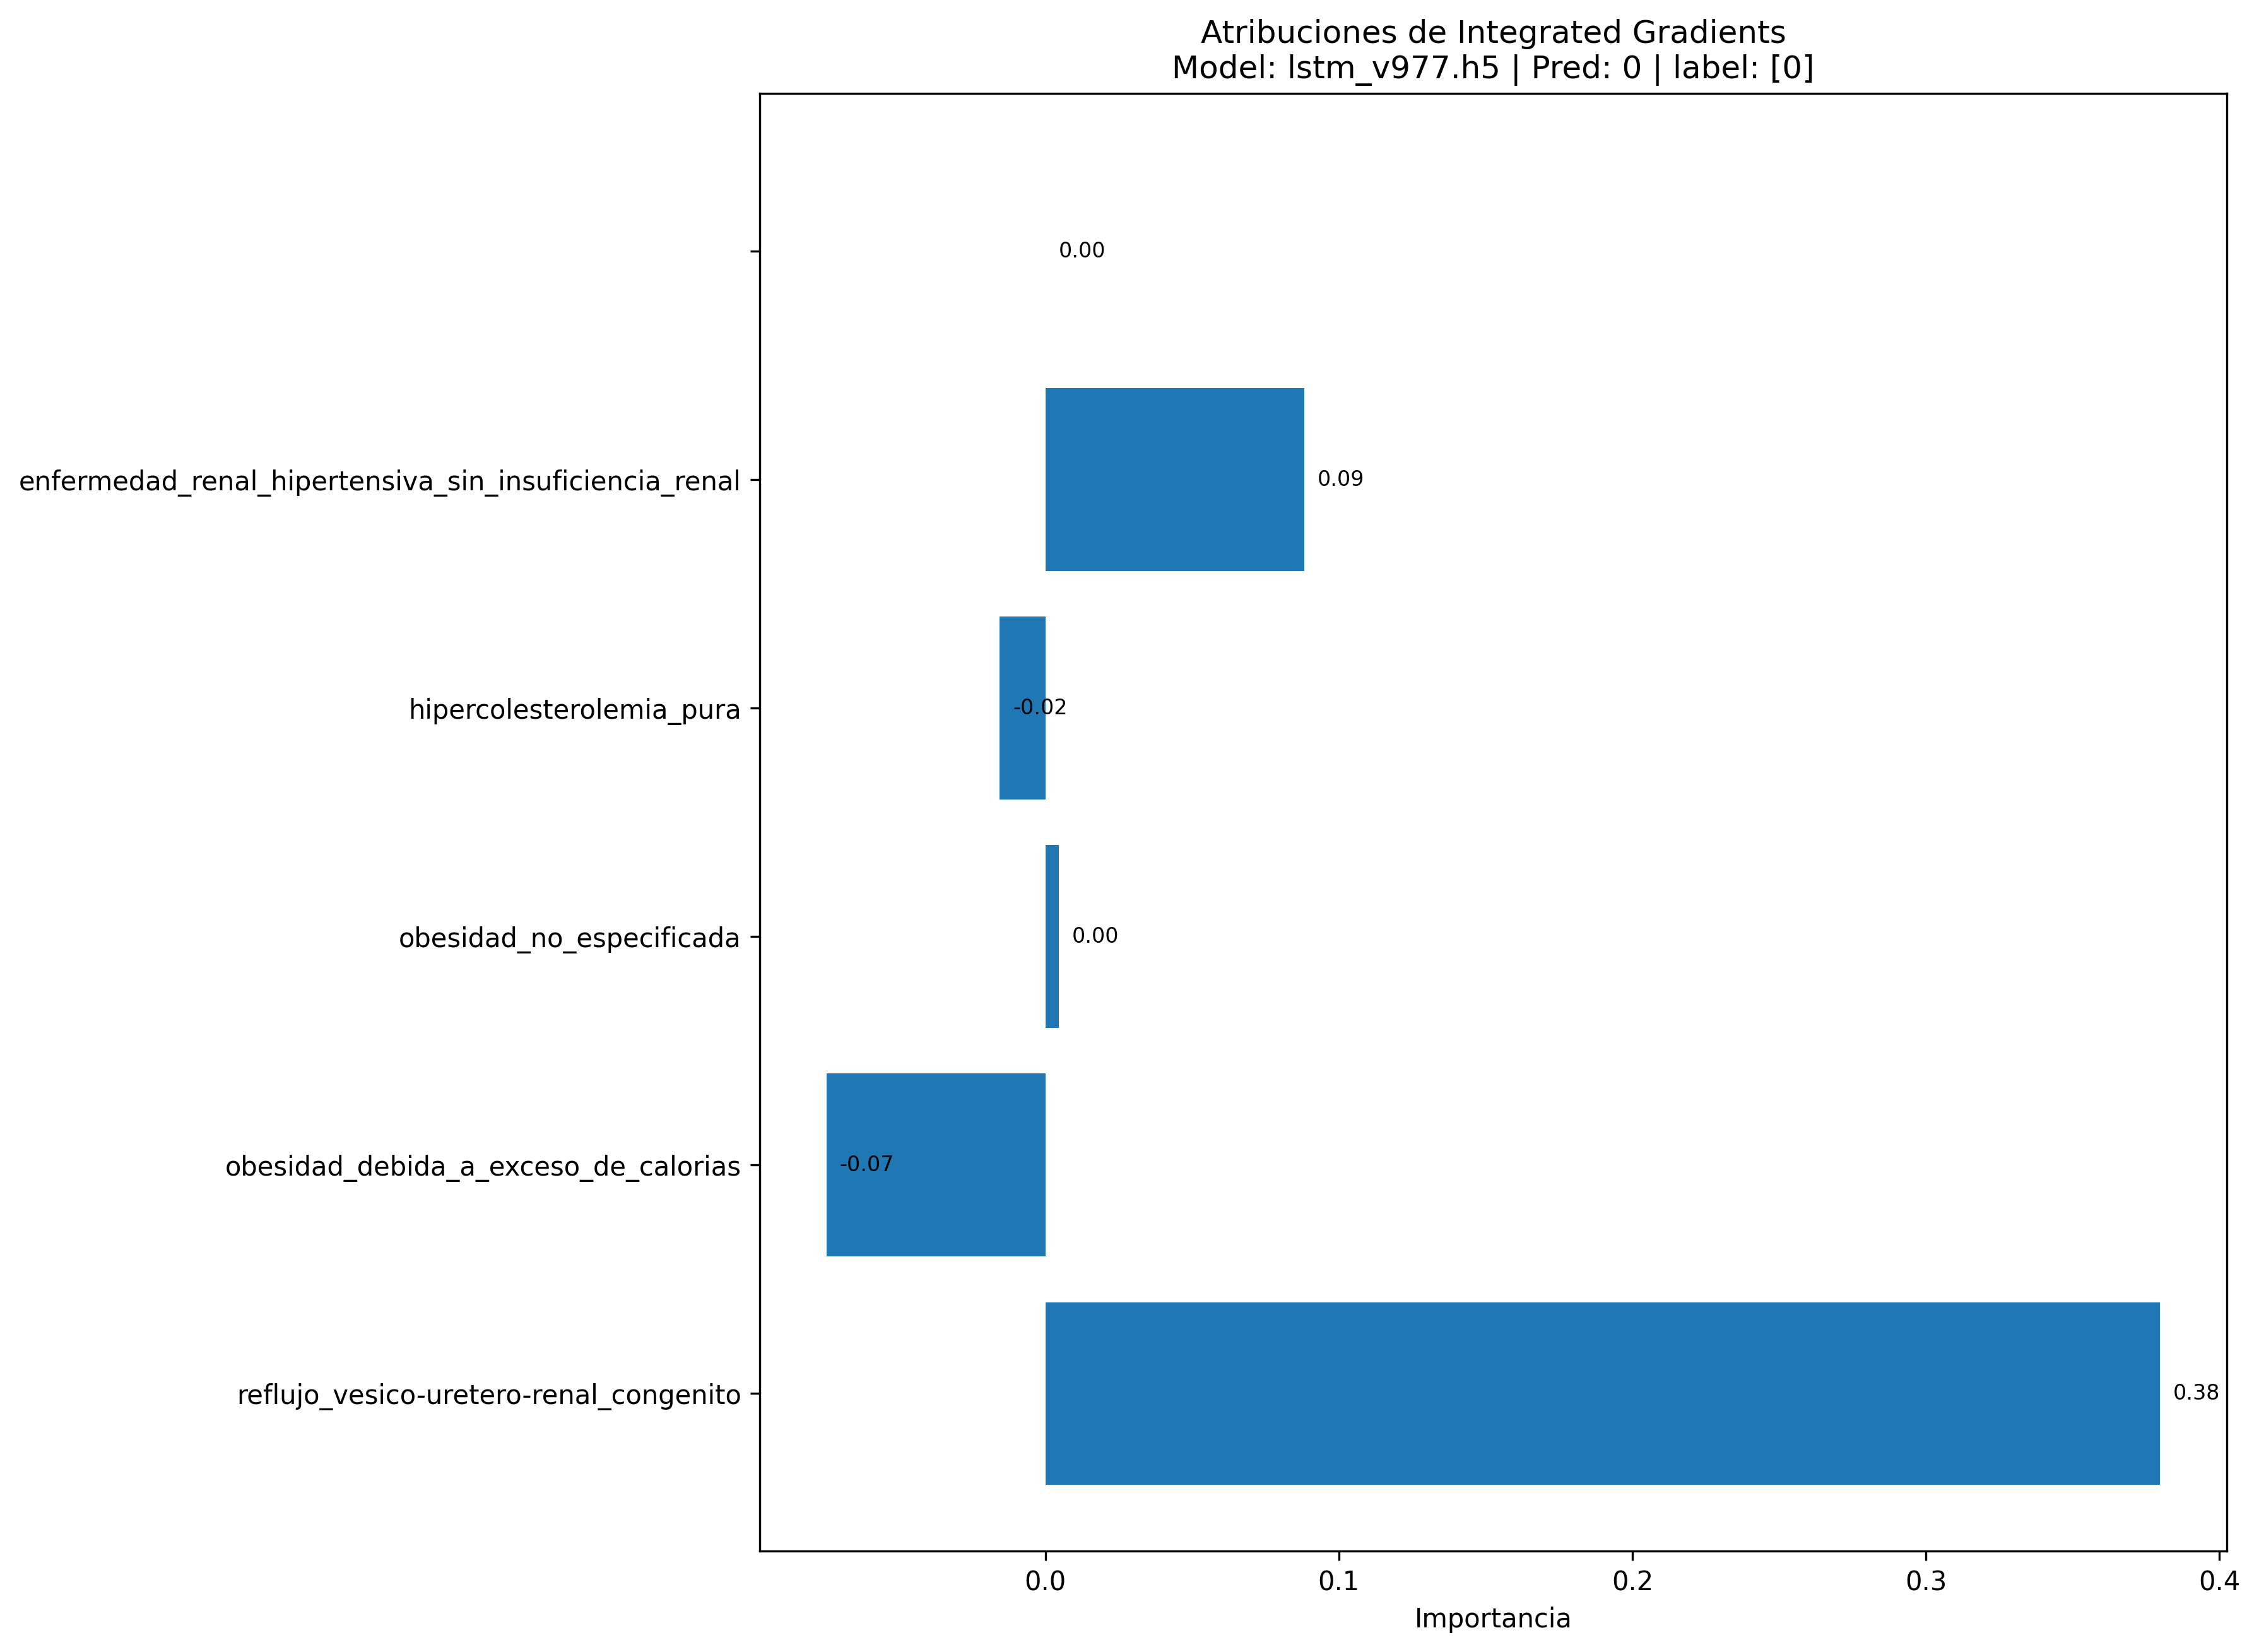 Atribuciones de Integrated Gradients
Model: lstm_v977.h5 | Pred: 0 | label: [0]
0.00
enfermedad_renal_hipertensiva_sin_insuficiencia_renal
0.09
hipercolesterolemia_pura
-0.02
obesidad_no_especificada
0.00
obesidad_debida_a_exceso_de_calorias
-0.07
reflujo_vesico-uretero-renal_congenito
0.38
0.0 0.1 0.2 0.3 0.4
Importancia